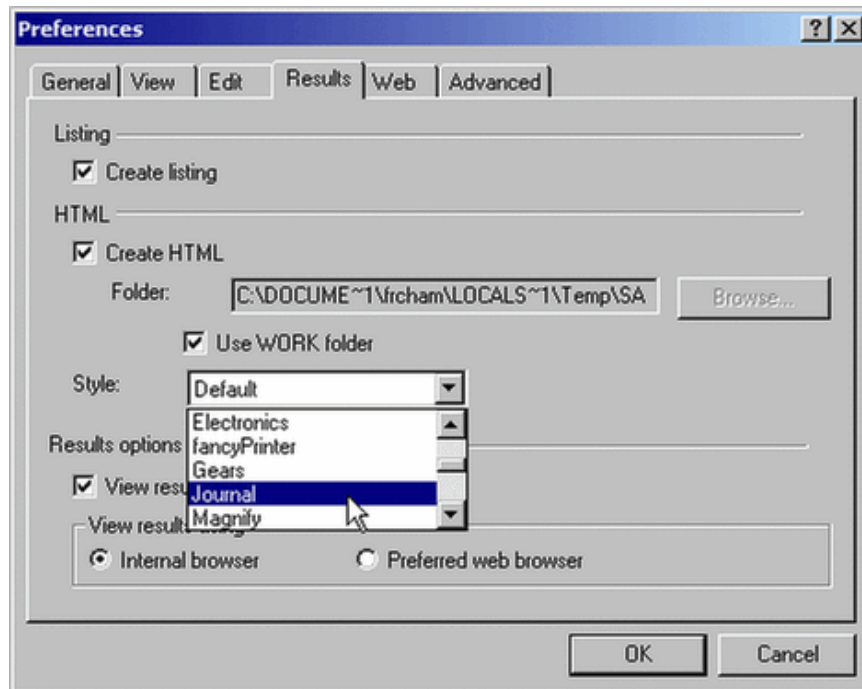 Preferences
General View Edit Results Web Advanced
Listing
Create listing
HTML
Create HTML
Folder: C:\DOCUME~1\frcham\LOCALS~1\Temp\SA Browse...
Use WORK folder
Style: Default
Electronics
Results options fancyPrinter
Gears
View resu Journal
Magnify
View results
Internal browser Preferred web browser
OK Cancel